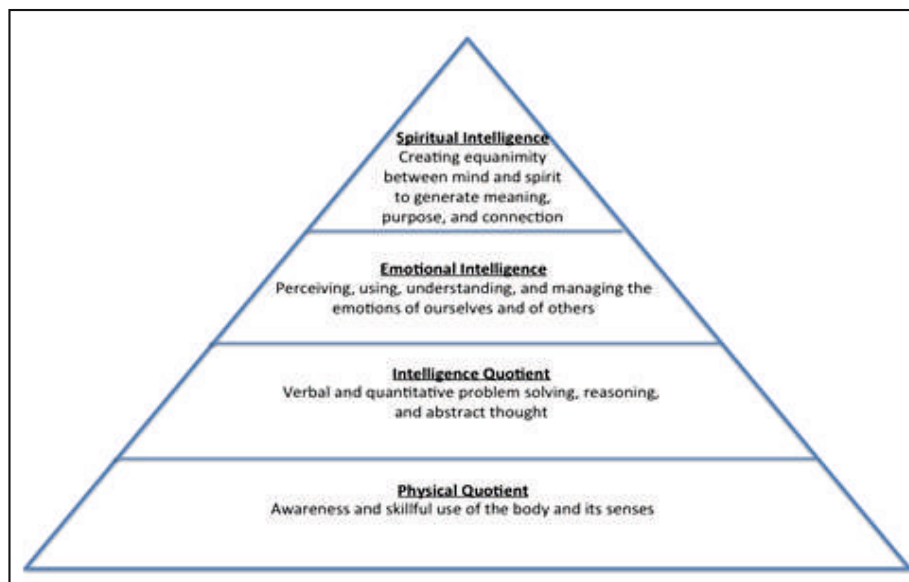 Spiritual Intelligence
Creating equanimity
between mind and spirit
to generate meaning,
purpose, and connection
Emotional Intelligence
Perceiving, using, understanding, and managing the
emotions of ourselves and of others
Intelligence Quotient
Verbal and quantitative problem solving, reasoning,
and abstract thought
Physical Quotient
Awareness and skillful use of the body and its senses